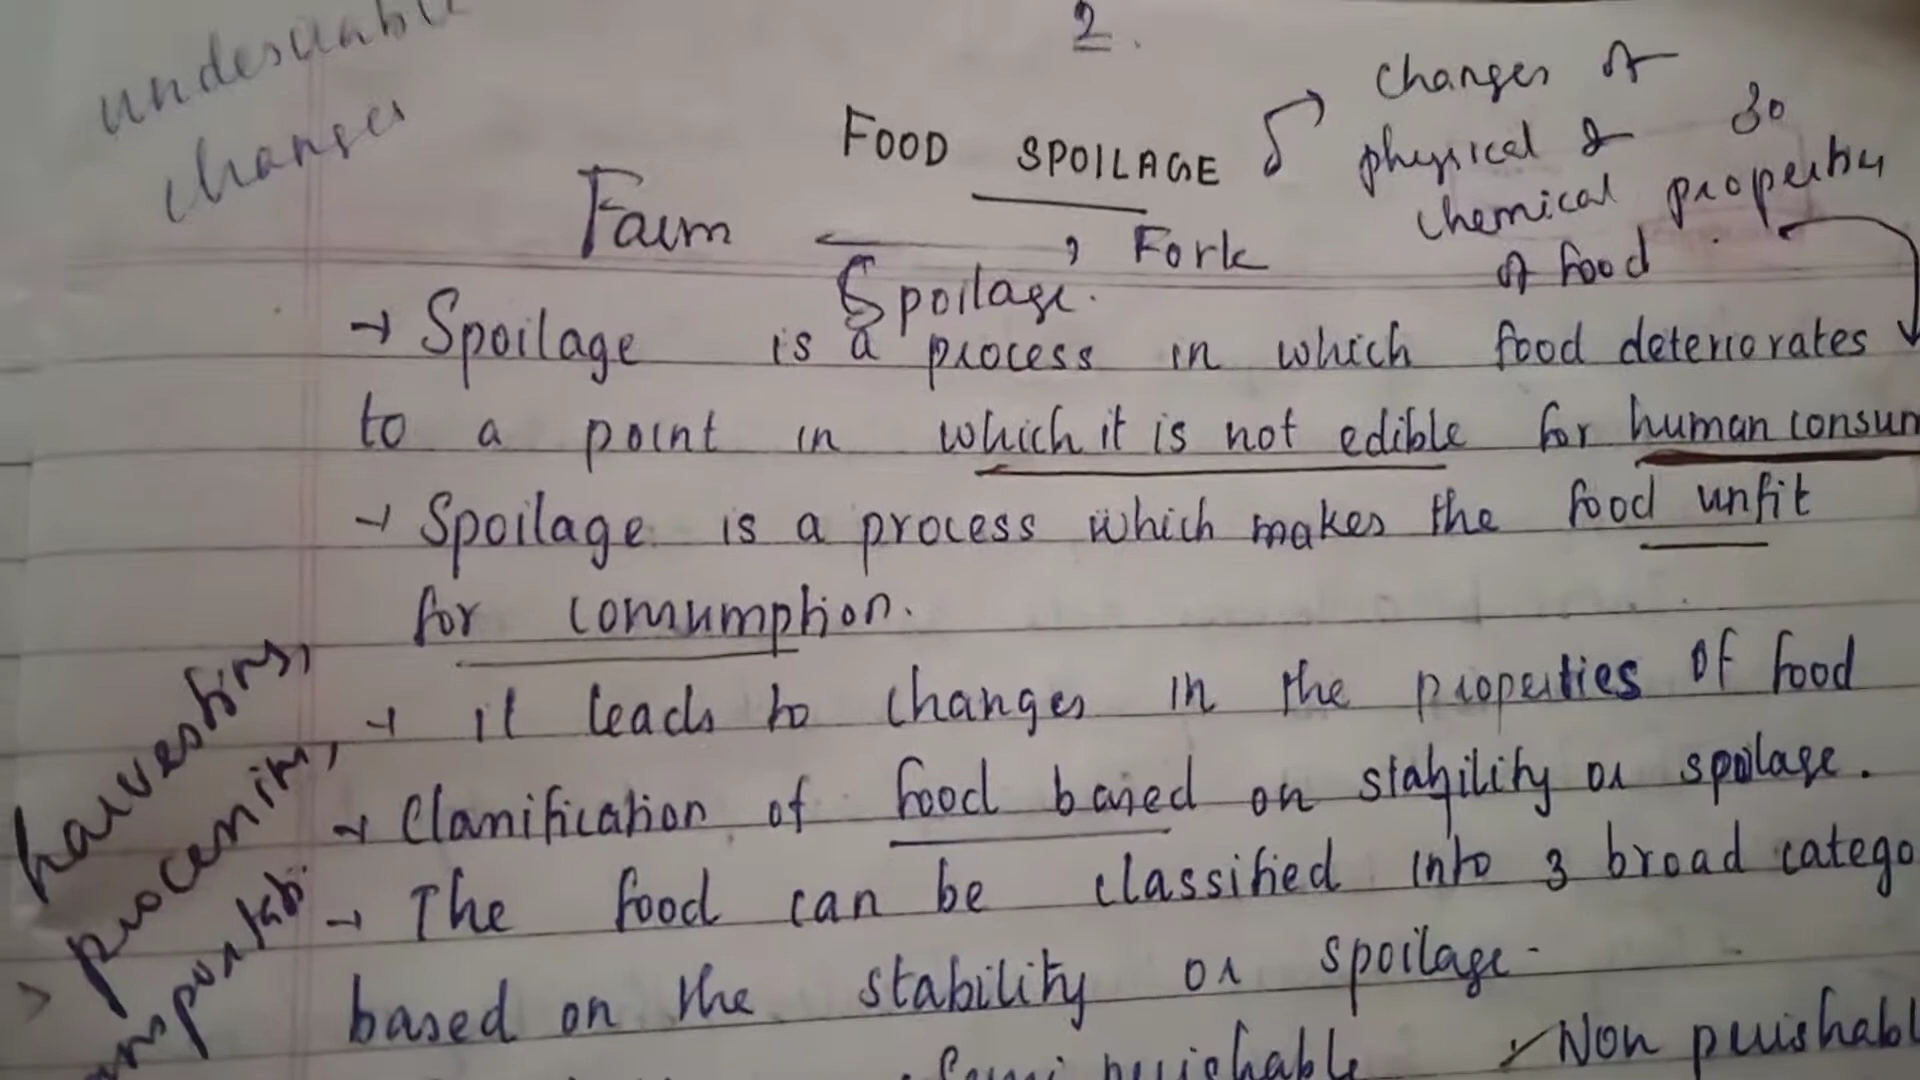 2.
undesirable
changes
FOOD SPOILAGE
changes of
physical &
chemical properties
of food
Farm , Fork
Spoilage.
→ Spoilage is a process in which food deteriorates
to a point in which it is not edible for human consum
→ Spoilage is a process which makes the food unfit
for consumption.
→ it leads to changes in the properties of food
→ Classification of food based on stability or spoilage.
→ The food can be classified into 3 broad catego
based on the stability or spoilage-
perishable Non perishabl
harvesting,
processing,